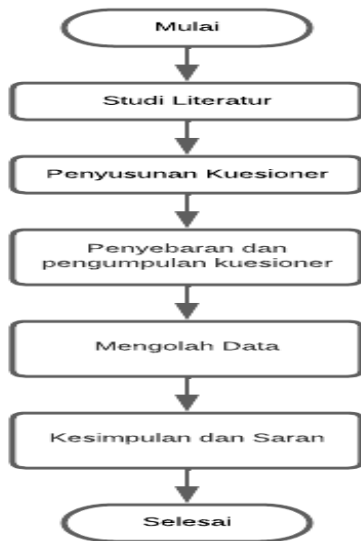 Mulai
Studi Literatur
Penyusunan Kuesioner
Penyebaran dan
pengumpulan kuesioner
Mengolah Data
Kesimpulan dan Saran
Selesai